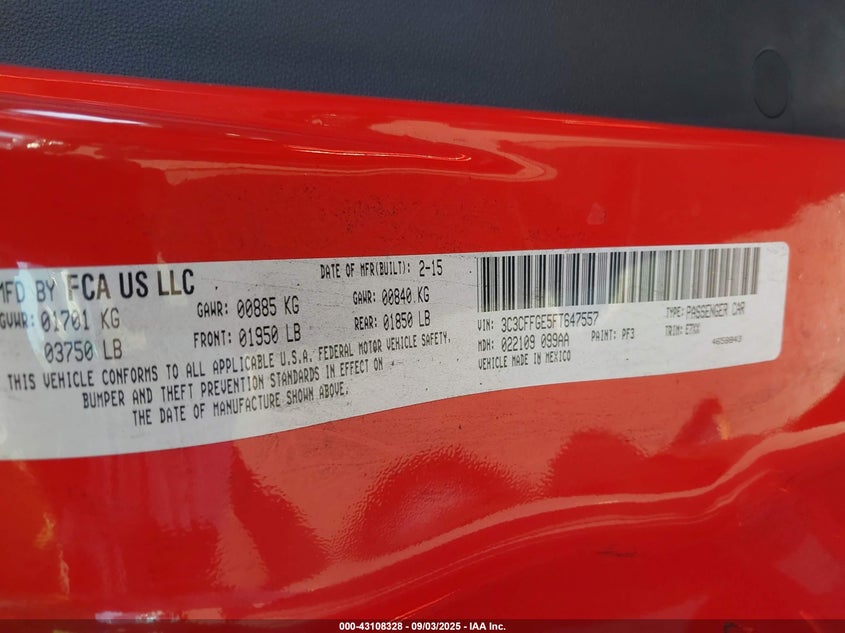 MFD BY FCA US LLC
DATE OF MFR(BUILT): 2-15
GVWR: 01701 KG
GAWR: 00885 KG
GAWR: 00840 KG
03750 LB
FRONT: 01950 LB
REAR: 01850 LB
THIS VEHICLE CONFORMS TO ALL APPLICABLE U.S.A. FEDERAL MOTOR VEHICLE SAFETY,
BUMPER AND THEFT PREVENTION STANDARDS IN EFFECT ON
THE DATE OF MANUFACTURE SHOWN ABOVE.
VIN: 3C3CFFGE5FT647557
TYPE: PASSENGER CAR
MDH: 022109 099AA
PAINT: PF3
TRIM: E7XX
VEHICLE MADE IN MEXICO
4658843
000-43108328 - 09/03/2025 - IAA Inc.